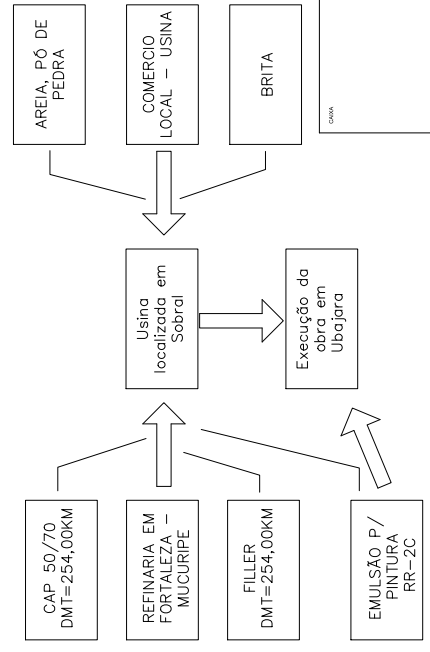 CAP 50/70
DMT=254,00KM
REFINARIA EM
FORTALEZA –
MUCURIPE
FILLER
DMT=254,00KM
EMULSÃO P/
PINTURA
RR-2C
Usina
localizada em
Sobral
Execução da
obra em
Ubajara
AREIA, PÓ DE
PEDRA
COMERCIO
LOCAL – USINA
BRITA
CAIXA